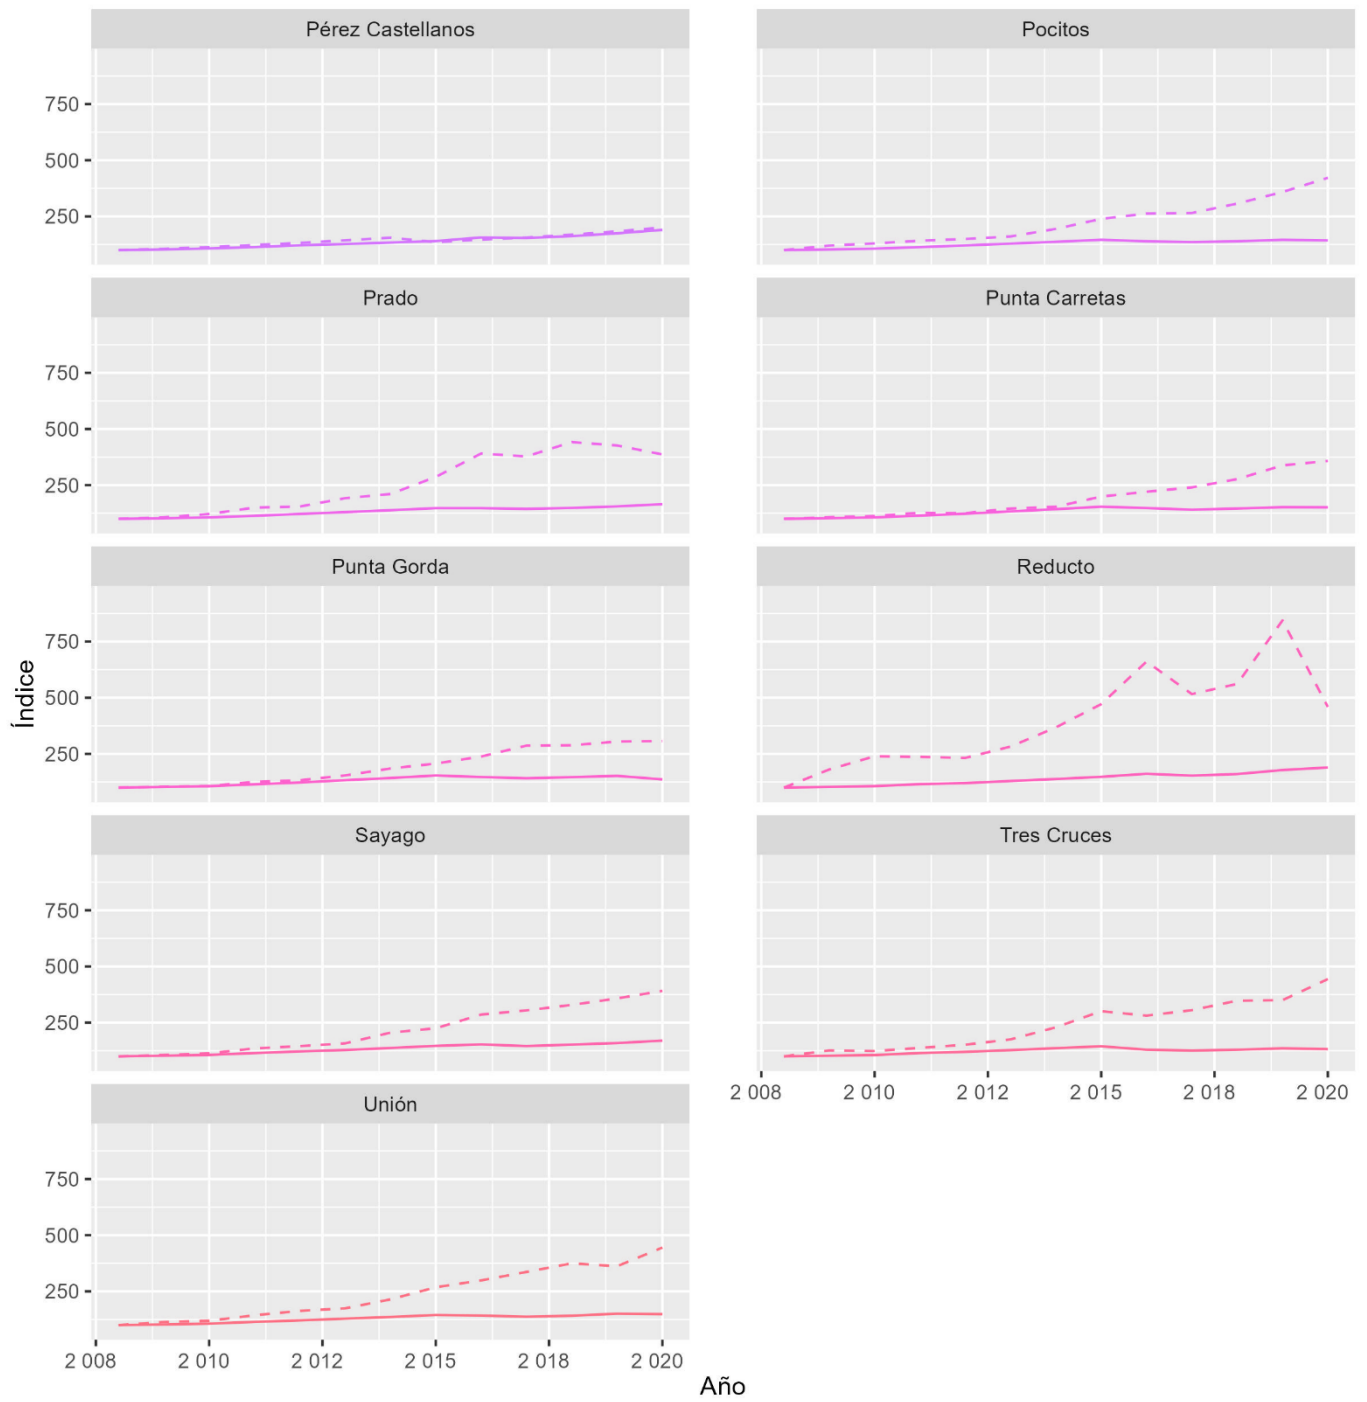 Pérez Castellanos
Pocitos
750
500
250
Prado
Punta Carretas
750
500
250
Punta Gorda
Reducto
750
500
250
Índice
Sayago
Tres Cruces
750
500
250
2 008 2 010 2 012 2 015 2 018 2 020
Unión
750
500
250
2 008 2 010 2 012 2 015 2 018 2 020
Año